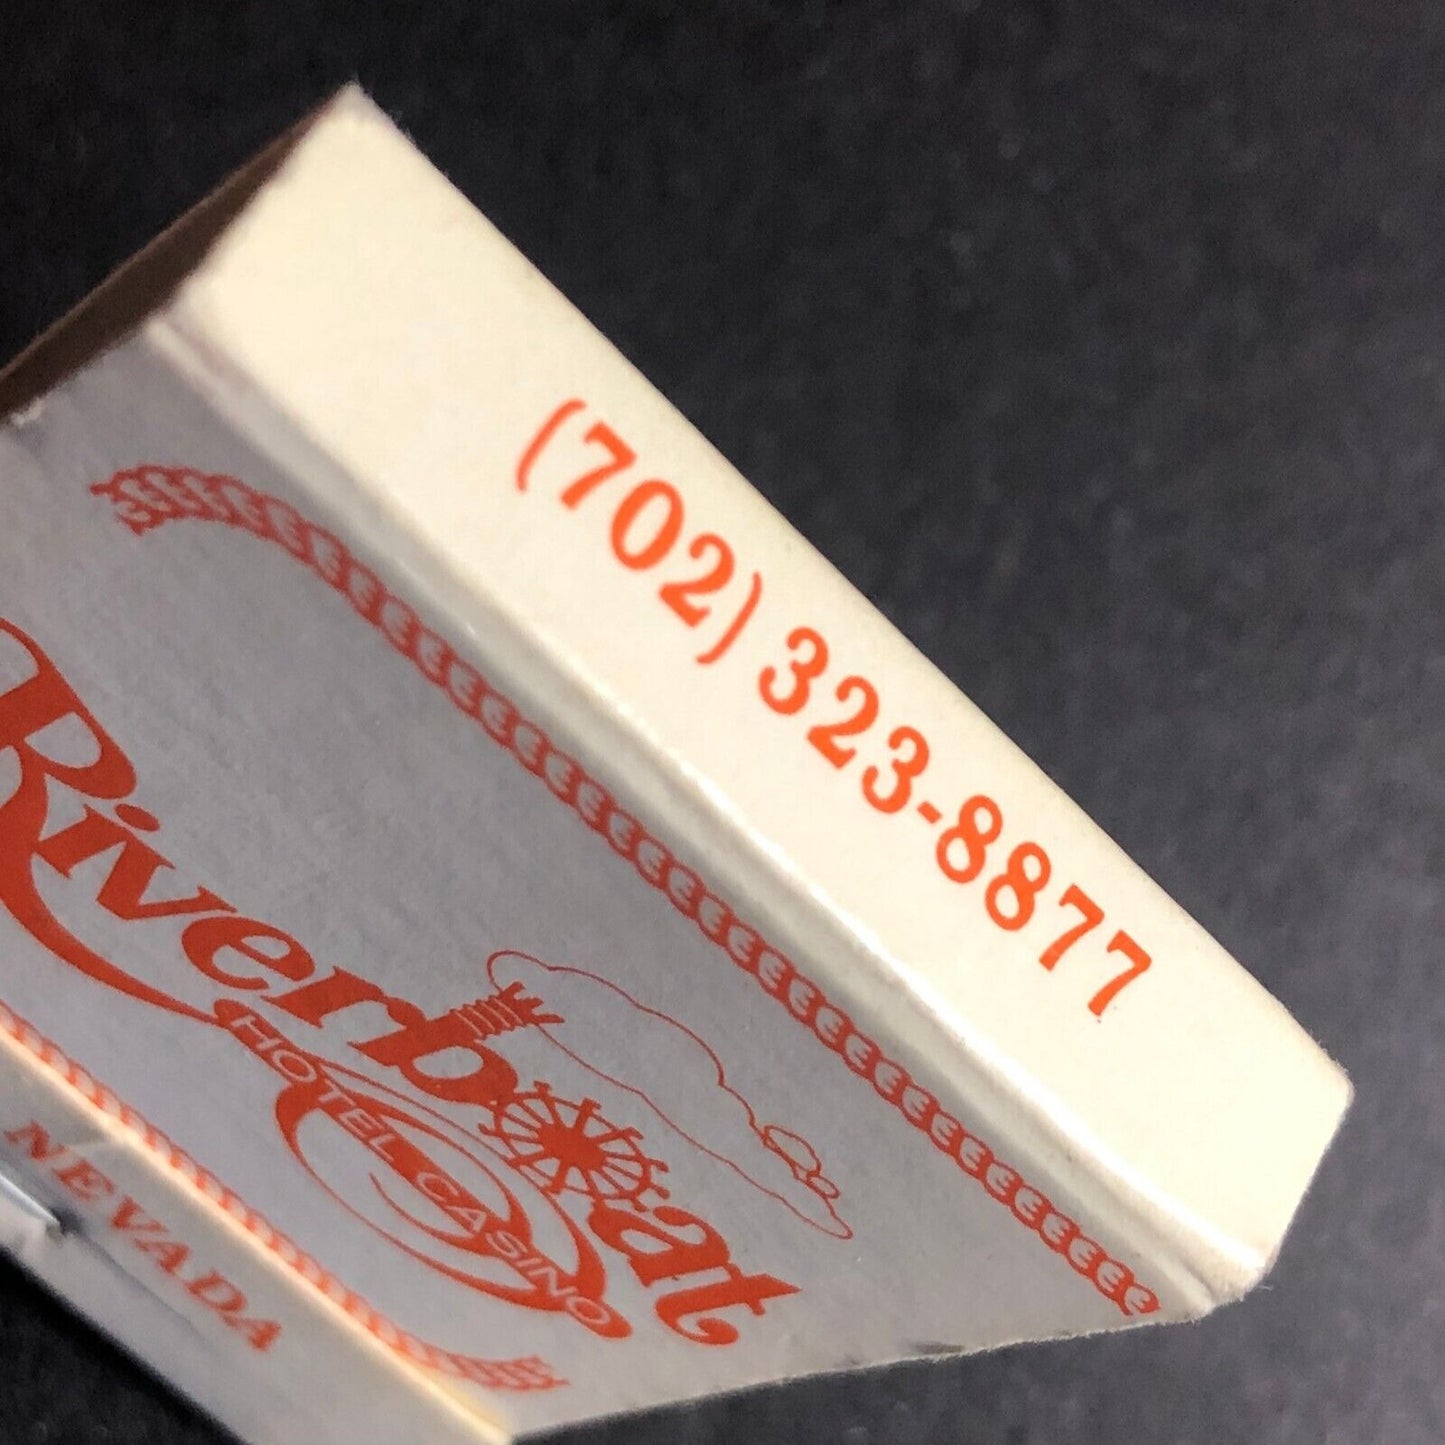 (702) 323-8877
Riverboat
HOTEL CASINO
NEVADA